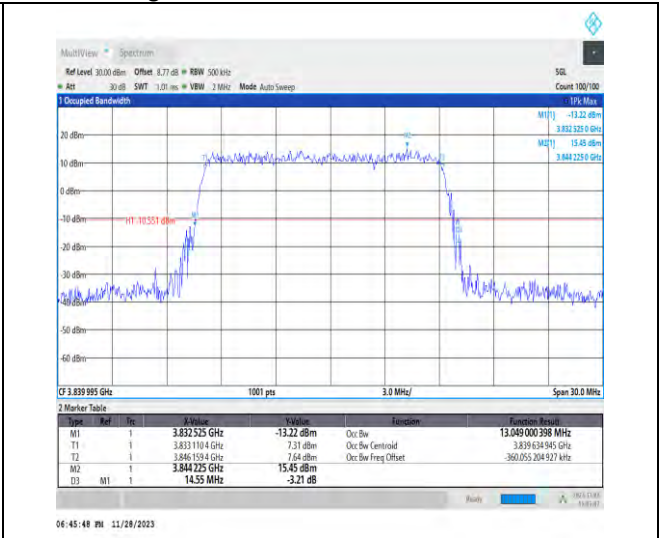 MultiView Spectrum
Ref Level 30.00 dBm Offset 8.77 dB RBW 500 kHz SGL
Att 30 dB SWT 1.01 ms VBW 2 MHz Mode Auto Sweep Count 100/100
1 Occupied Bandwidth 1Pk Max
M1[1] -13.22 dBm
3.832 525 0 GHz
M2[1] 15.45 dBm
3.844 225 0 GHz
20 dBm
10 dBm
0 dBm
-10 dBm
H1 -10.551 dBm
-20 dBm
-30 dBm
-40 dBm
-50 dBm
-60 dBm
CF 3.839 995 GHz 1001 pts 3.0 MHz/ Span 30.0 MHz
2 Marker Table
Type Ref Trc X-Value Y-Value Function Function Result
M1 1 3.832 525 GHz -13.22 dBm Occ Bw 13.049 000 398 MHz
T1 1 3.833 110 4 GHz 7.31 dBm Occ Bw Centroid 3.839 634 945 GHz
T2 1 3.846 159 4 GHz 7.64 dBm Occ Bw Freq Offset -360.055 204 927 kHz
M2 1 3.844 225 GHz 15.45 dBm
D3 M1 1 14.55 MHz -3.21 dB
Ready
06:45:48 PM 11/28/2023